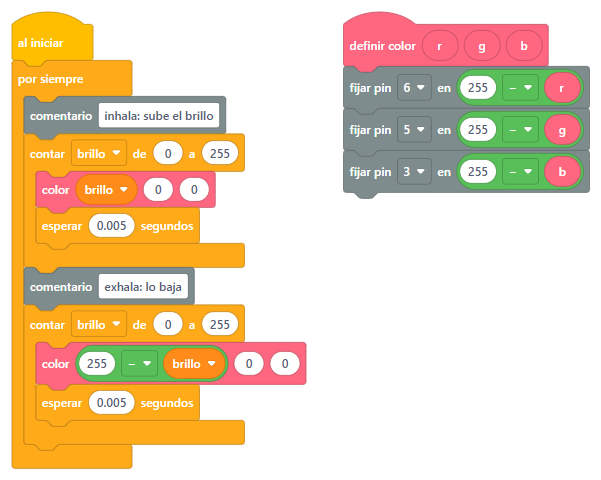 al iniciar
por siempre
comentario inhala: sube el brillo
contar brillo de 0 a 255
color brillo 0 0
esperar 0.005 segundos
comentario exhala: lo baja
contar brillo de 0 a 255
color 255 – brillo 0 0
esperar 0.005 segundos
definir color r g b
fijar pin 6 en 255 – r
fijar pin 5 en 255 – g
fijar pin 3 en 255 – b